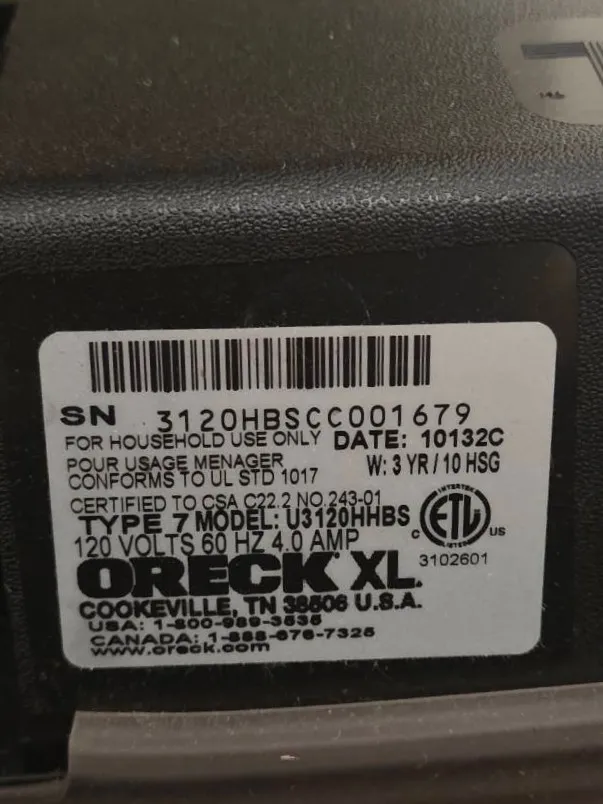 SN 3120HBSCC001679
FOR HOUSEHOLD USE ONLY DATE: 10132C
POUR USAGE MENAGER W: 3 YR/10 HSG
CONFORMS TO UL STD 1017
CERTIFIED TO CSA C22.2 NO.243-01
TYPE 7 MODEL: U3120HHBS
INTERTEK
C ETL US
LISTED
120 VOLTS 60 HZ 4.0 AMP
3102601
ORECK XL.
COOKEVILLE, TN 38506 U.S.A.
USA: 1-800-989-3535
CANADA: 1-888-676-7325
www.oreck.com